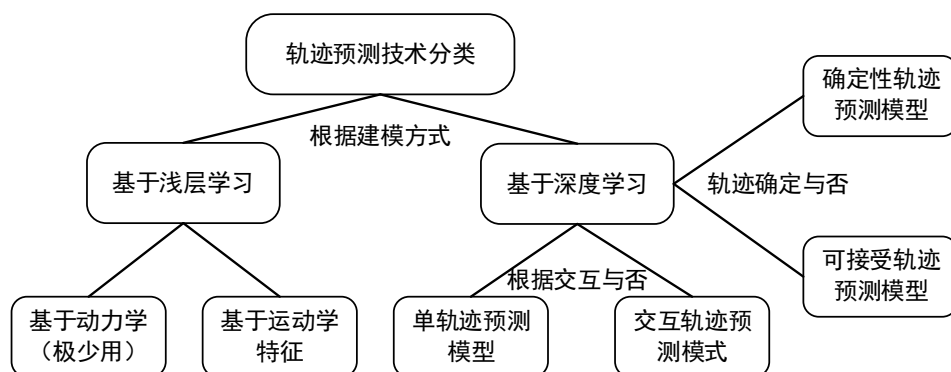 轨迹预测技术分类
根据建模方式
基于浅层学习
基于深度学习
确定性轨迹
预测模型
轨迹确定与否
可接受轨迹
预测模型
根据交互与否
基于动力学
（极少用）
基于运动学
特征
单轨迹预测
模型
交互轨迹预
测模式